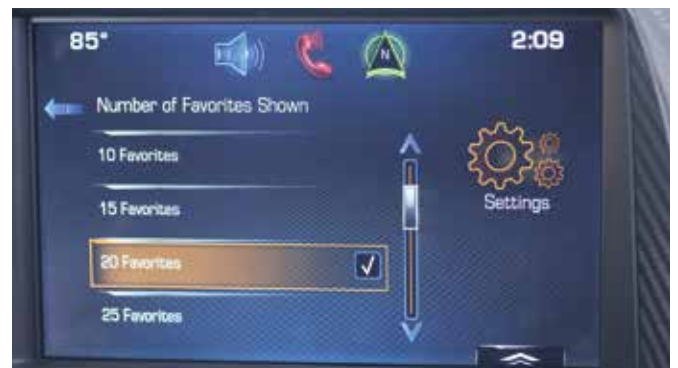 85°
N
2:09
Number of Favorites Shown
10 Favorites
15 Favorites
Settings
20 Favorites
25 Favorites